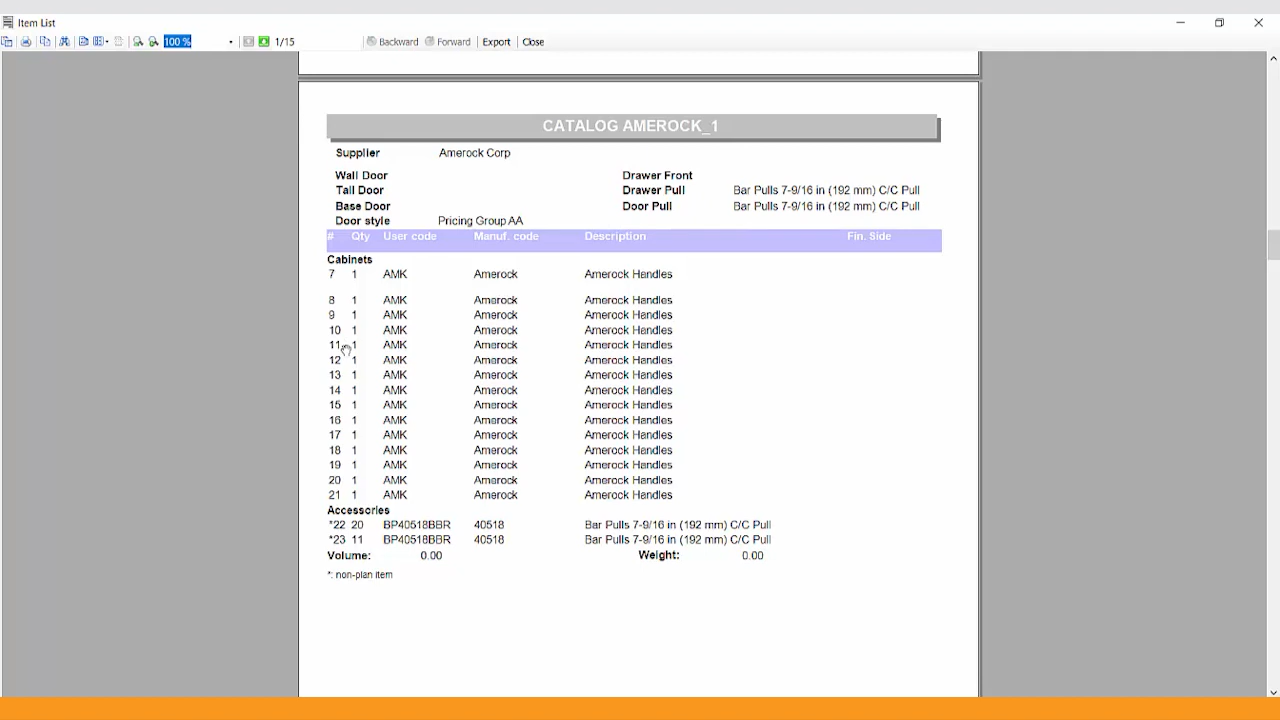 Item List
100 % 1/15 Backward Forward Export Close
CATALOG AMEROCK_1
Supplier Amerock Corp
Wall Door Drawer Front
Tall Door Drawer Pull Bar Pulls 7-9/16 in (192 mm) C/C Pull
Base Door Door Pull Bar Pulls 7-9/16 in (192 mm) C/C Pull
Door style Pricing Group AA
# Qty User code Manuf. code Description Fin. Side
Cabinets
7 1 AMK Amerock Amerock Handles
8 1 AMK Amerock Amerock Handles
9 1 AMK Amerock Amerock Handles
10 1 AMK Amerock Amerock Handles
11 1 AMK Amerock Amerock Handles
12 1 AMK Amerock Amerock Handles
13 1 AMK Amerock Amerock Handles
14 1 AMK Amerock Amerock Handles
15 1 AMK Amerock Amerock Handles
16 1 AMK Amerock Amerock Handles
17 1 AMK Amerock Amerock Handles
18 1 AMK Amerock Amerock Handles
19 1 AMK Amerock Amerock Handles
20 1 AMK Amerock Amerock Handles
21 1 AMK Amerock Amerock Handles
Accessories
*22 20 BP40518BBR 40518 Bar Pulls 7-9/16 in (192 mm) C/C Pull
*23 11 BP40518BBR 40518 Bar Pulls 7-9/16 in (192 mm) C/C Pull
Volume: 0.00 Weight: 0.00
*: non-plan item